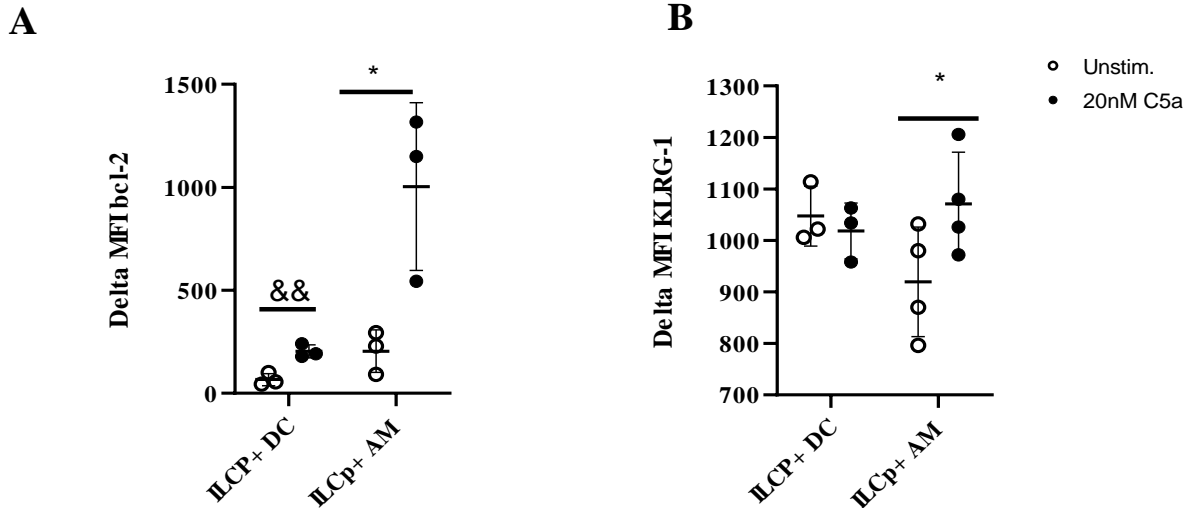 A
Delta MFI bcl-2
1500
1000
500
0
*
&&
ILCP+ DC
ILCp+ AM
B
Delta MFI KLRG-1
1300
1200
1100
1000
900
800
700
*
ILCP+ DC
ILCp+ AM
Unstim.
20nM C5a